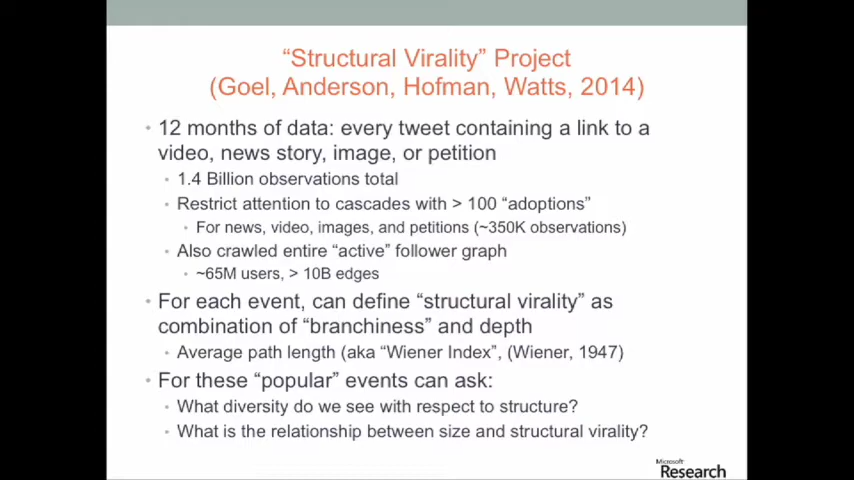 “Structural Virality” Project
(Goel, Anderson, Hofman, Watts, 2014)
• 12 months of data: every tweet containing a link to a
video, news story, image, or petition
• 1.4 Billion observations total
• Restrict attention to cascades with > 100 “adoptions”
• For news, video, images, and petitions (~350K observations)
• Also crawled entire “active” follower graph
• ~65M users, > 10B edges
• For each event, can define “structural virality” as
combination of “branchiness” and depth
• Average path length (aka “Wiener Index”, (Wiener, 1947)
• For these “popular” events can ask:
• What diversity do we see with respect to structure?
• What is the relationship between size and structural virality?
Microsoft
Research